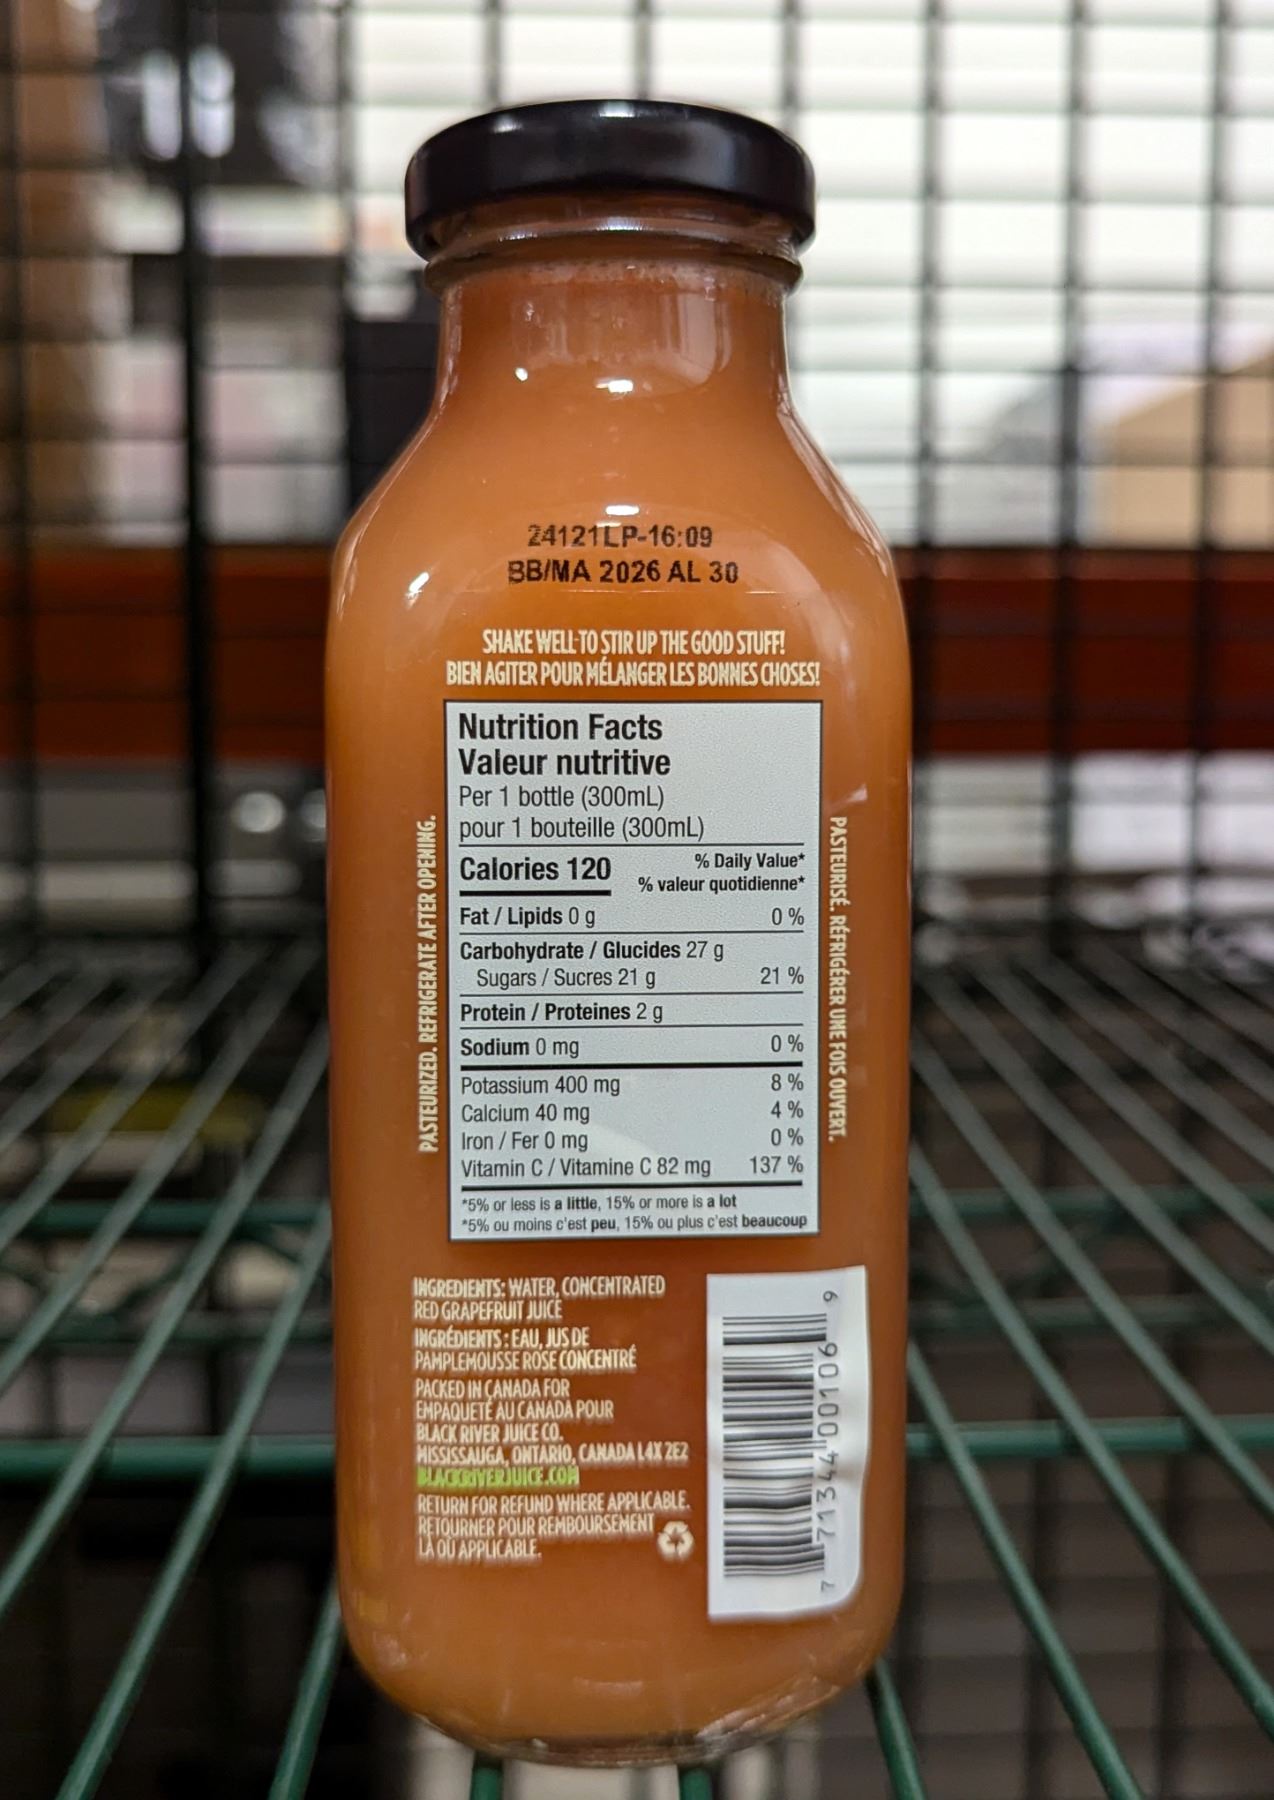 24121LP-16:09
BB/MA 2026 AL 30
SHAKE WELL TO STIR UP THE GOOD STUFF!
BIEN AGITER POUR MÉLANGER LES BONNES CHOSES!
Nutrition Facts
Valeur nutritive
Per 1 bottle (300mL)
pour 1 bouteille (300mL)
Calories 120 % Daily Value*
% valeur quotidienne*
Fat / Lipids 0 g 0 %
Carbohydrate / Glucides 27 g
Sugars / Sucres 21 g 21 %
Protein / Proteines 2 g
Sodium 0 mg 0 %
Potassium 400 mg 8 %
Calcium 40 mg 4 %
Iron / Fer 0 mg 0 %
Vitamin C / Vitamine C 82 mg 137 %
*5% or less is a little, 15% or more is a lot
*5% ou moins c'est peu, 15% ou plus c'est beaucoup
PASTEURIZED. REFRIGERATE AFTER OPENING.
PASTEURISÉ. RÉFRIGÉRER UNE FOIS OUVERT.
INGREDIENTS: WATER, CONCENTRATED
RED GRAPEFRUIT JUICE
INGRÉDIENTS : EAU, JUS DE
PAMPLEMOUSSE ROSE CONCENTRÉ
PACKED IN CANADA FOR
EMPAQUETÉ AU CANADA POUR
BLACK RIVER JUICE CO.
MISSISSAUGA, ONTARIO, CANADA L4X 2E2
BLACKRIVERJUICE.COM
RETURN FOR REFUND WHERE APPLICABLE.
RETOURNER POUR REMBOURSEMENT
LÀ OÙ APPLICABLE.
7 71344 00106 9